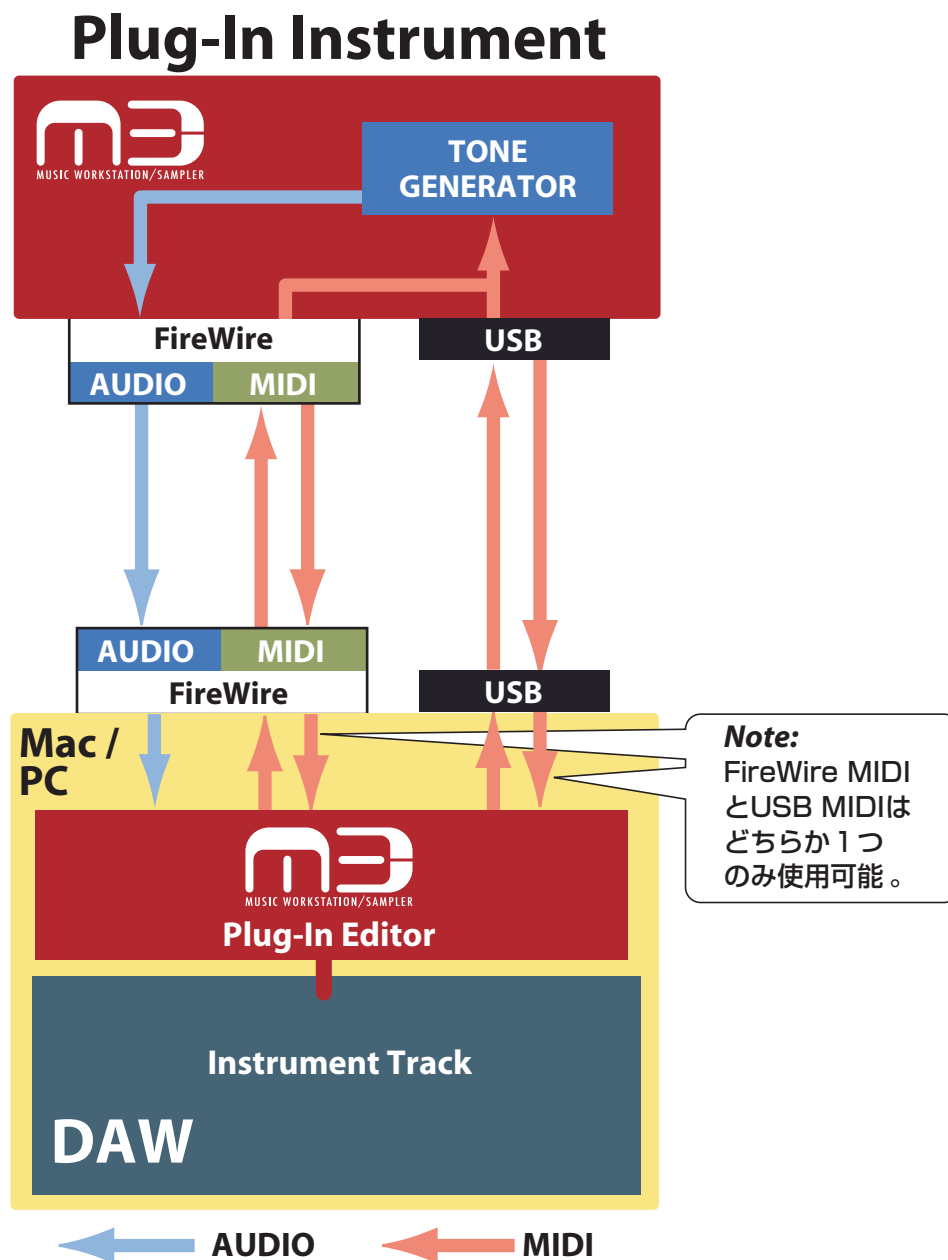 Plug-In Instrument
m3
MUSIC WORKSTATION/SAMPLER
TONE
GENERATOR
FireWire
AUDIO MIDI
USB
AUDIO MIDI
FireWire
USB
Mac /
PC
Note:
FireWire MIDI
とUSB MIDIは
どちらか1つ
のみ使用可能。
m3
MUSIC WORKSTATION/SAMPLER
Plug-In Editor
Instrument Track
DAW
AUDIO MIDI